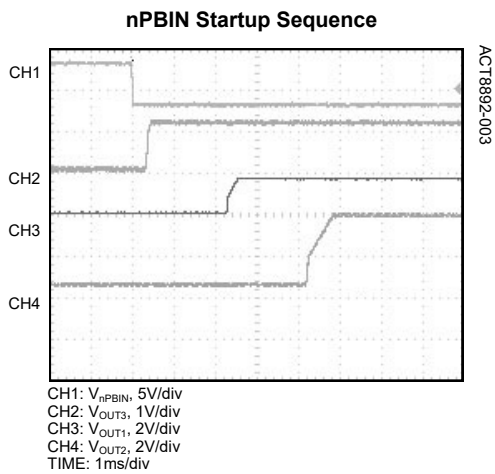 nPBIN Startup Sequence
ACT8892-003
CH1
CH2
CH3
CH4
CH1: VnPBIN, 5V/div
CH2: VOUT3, 1V/div
CH3: VOUT1, 2V/div
CH4: VOUT2, 2V/div
TIME: 1ms/div